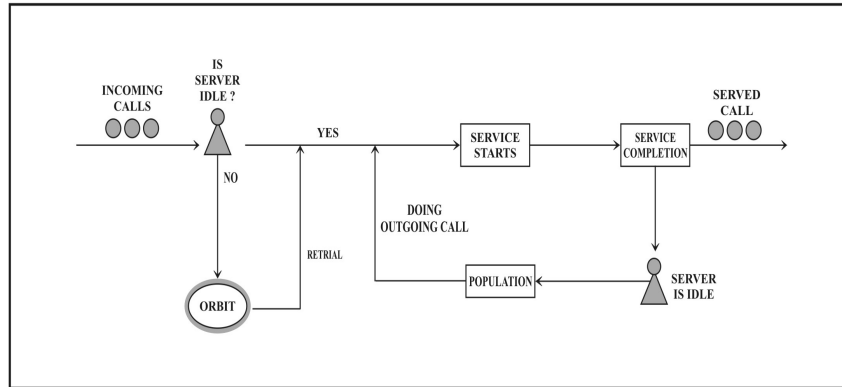 IS
SERVER
IDLE ?
INCOMING
CALLS
YES
NO
ORBIT
RETRIAL
DOING
OUTGOING CALL
SERVICE
STARTS
SERVICE
COMPLETION
SERVED
CALL
POPULATION
SERVER
IS IDLE